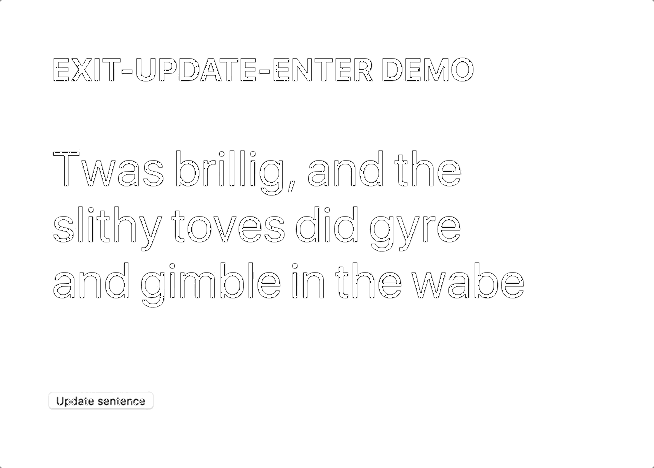 EXIT-UPDATE-ENTER DEMO
Twas brillig, and the
slithy toves did gyre
and gimble in the wabe
Update sentence